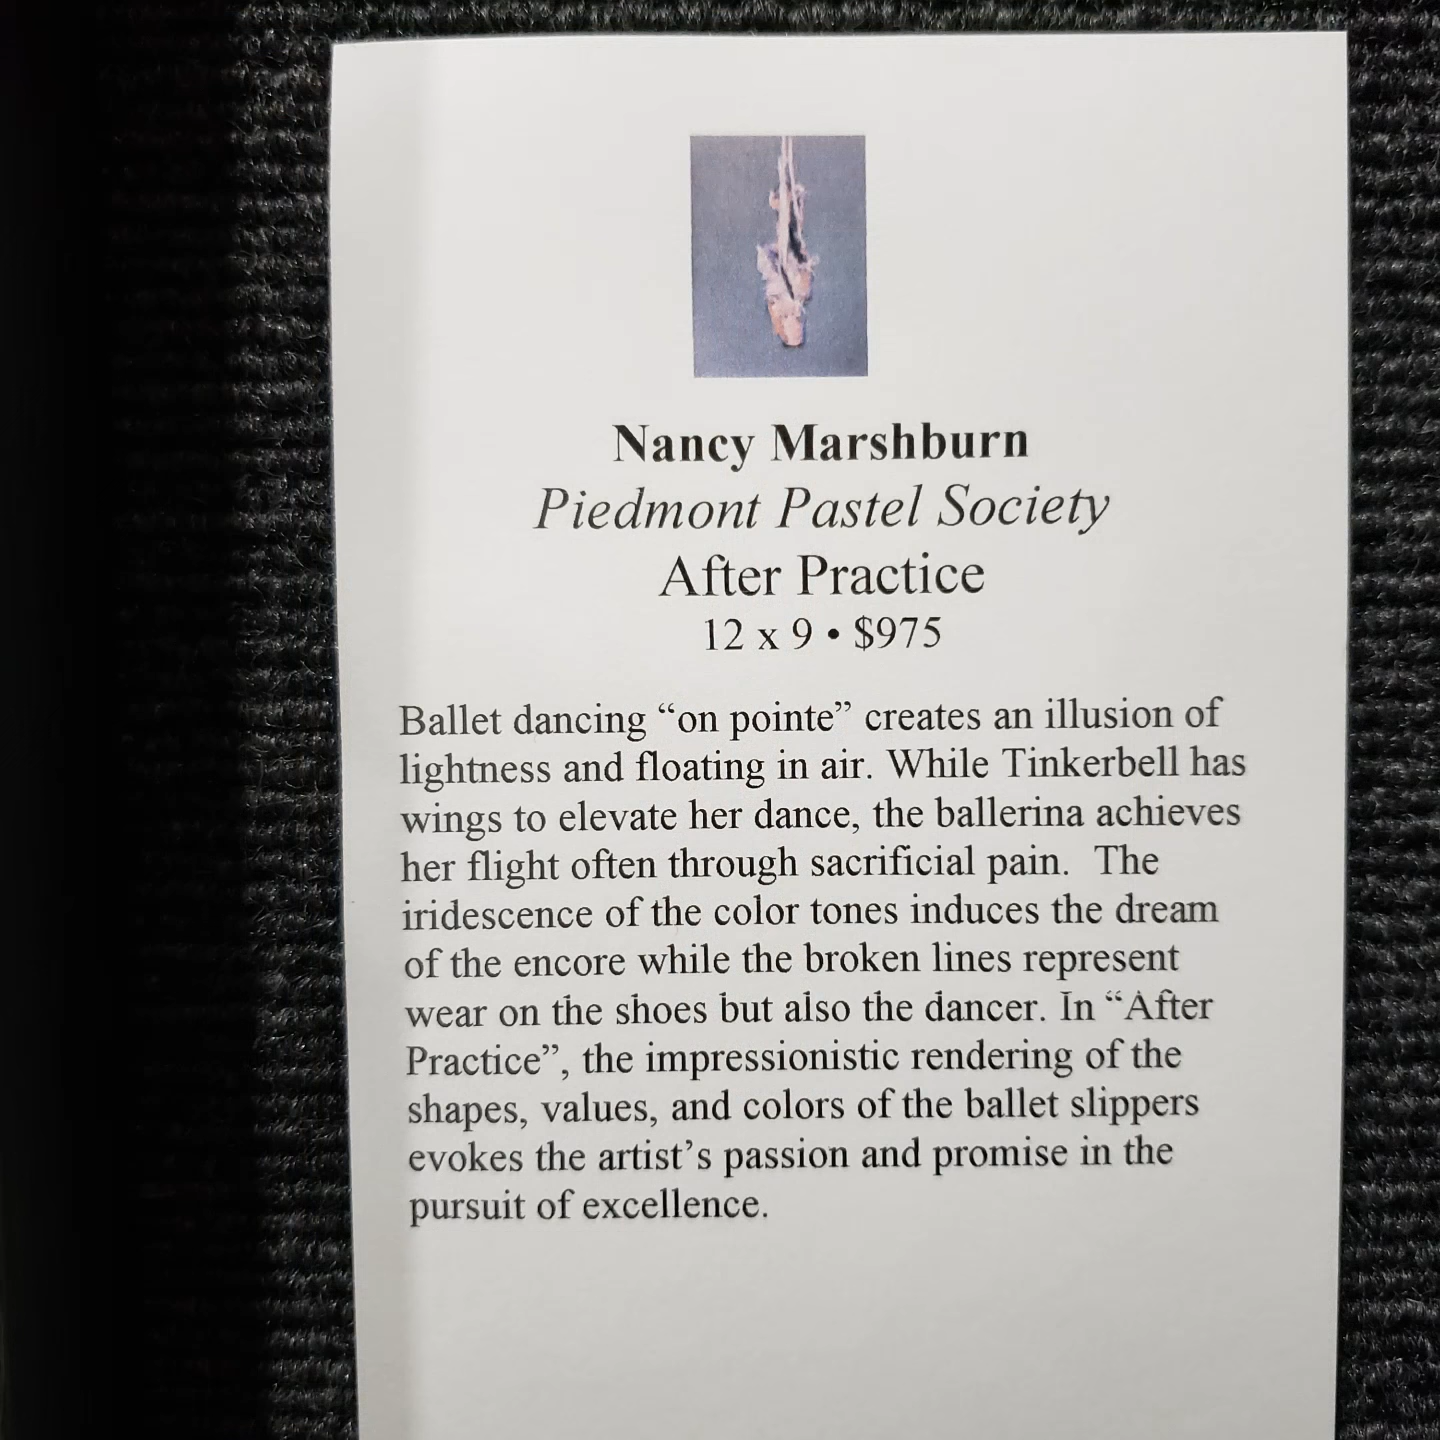 Nancy Marshburn
Piedmont Pastel Society
After Practice
12 x 9 • $975
Ballet dancing “on pointe” creates an illusion of
lightness and floating in air. While Tinkerbell has
wings to elevate her dance, the ballerina achieves
her flight often through sacrificial pain.  The
iridescence of the color tones induces the dream
of the encore while the broken lines represent
wear on the shoes but also the dancer. In “After
Practice”, the impressionistic rendering of the
shapes, values, and colors of the ballet slippers
evokes the artist’s passion and promise in the
pursuit of excellence.